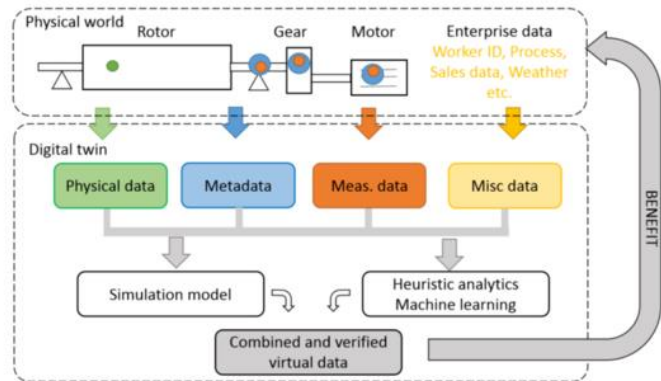 Physical world
Rotor
Gear
Motor
Enterprise data
Worker ID, Process,
Sales data, Weather
etc.
Digital twin
Physical data
Metadata
Meas. data
Misc data
Simulation model
Heuristic analytics
Machine learning
Combined and verified
virtual data
BENEFIT